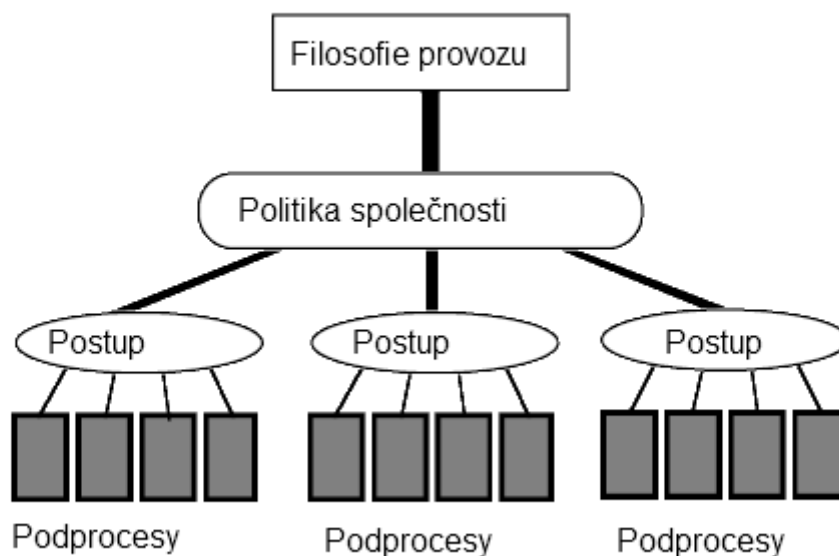 Filosofie provozu
Politika společnosti
Postup
Postup
Postup
Podprocesy
Podprocesy
Podprocesy